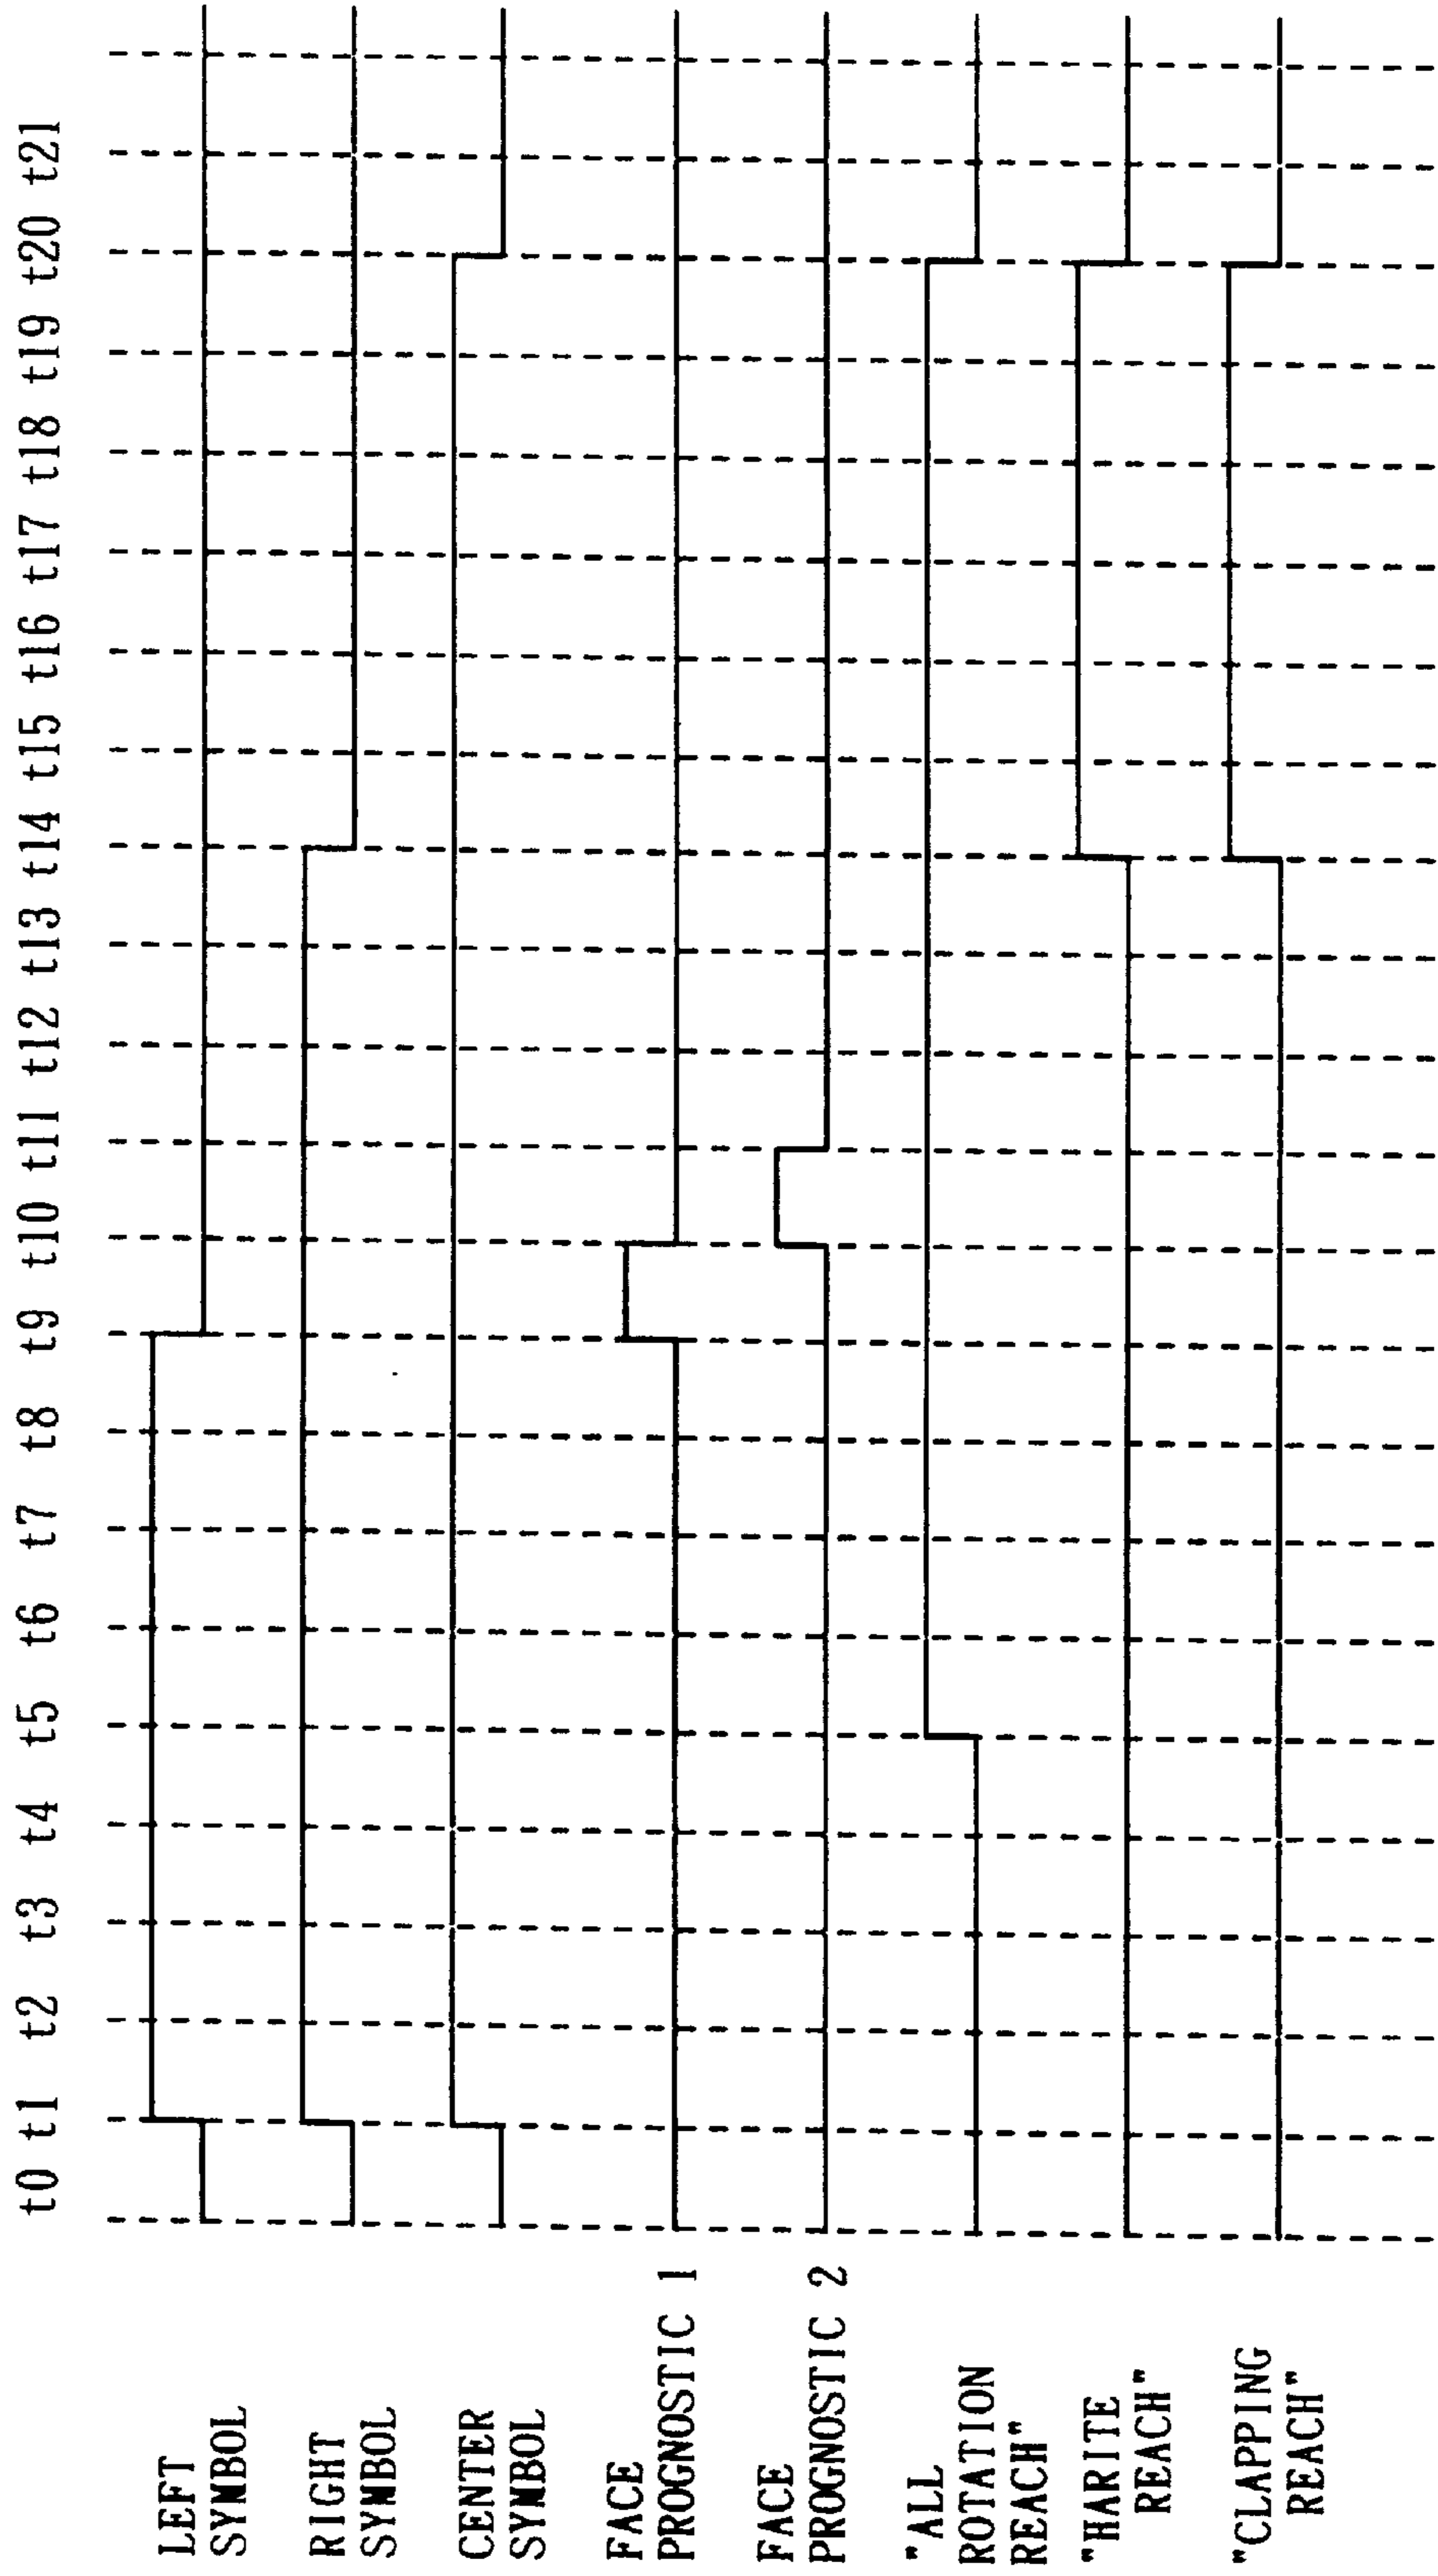 t0 t1 t2 t3 t4 t5 t6 t7 t8 t9 t10 t11 t12 t13 t14 t15 t16 t17 t18 t19 t20 t21
LEFT
SYMBOL
RIGHT
SYMBOL
CENTER
SYMBOL
FACE
PROGNOSTIC 1
FACE
PROGNOSTIC 2
"ALL
ROTATION
REACH"
"HARITE
REACH"
"CLAPPING
REACH"